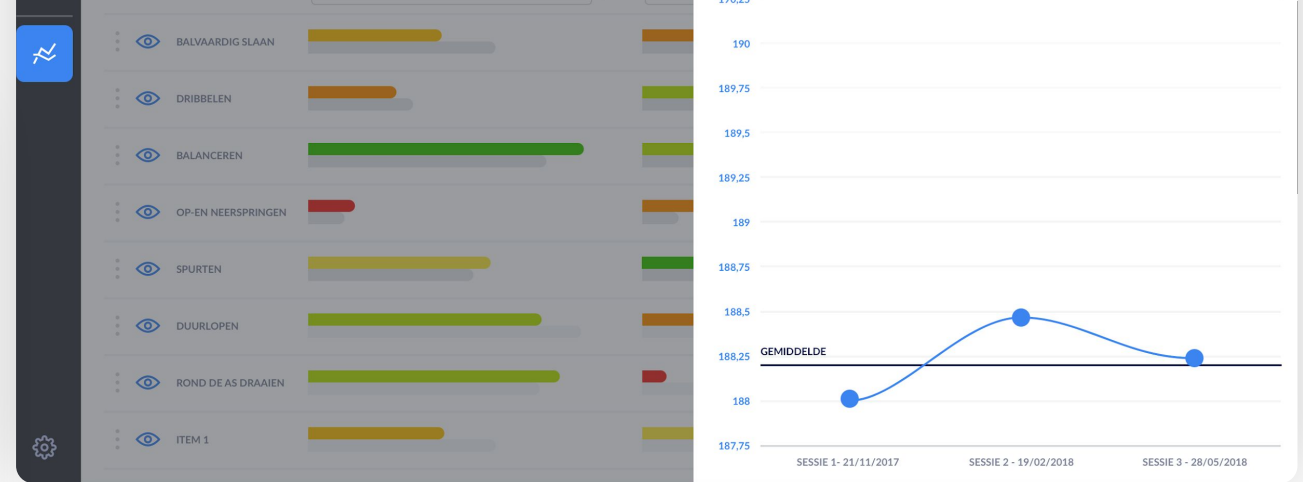 BALVAARDIG SLAAN
DRIBBELEN
BALANCEREN
OP-EN NEERSPRINGEN
SPURTEN
DUURLOPEN
ROND DE AS DRAAIEN
ITEM 1
190
189,75
189,5
189,25
189
188,75
188,5
188,25
188
187,75
GEMIDDELDE
SESSIE 1- 21/11/2017
SESSIE 2 - 19/02/2018
SESSIE 3 - 28/05/2018